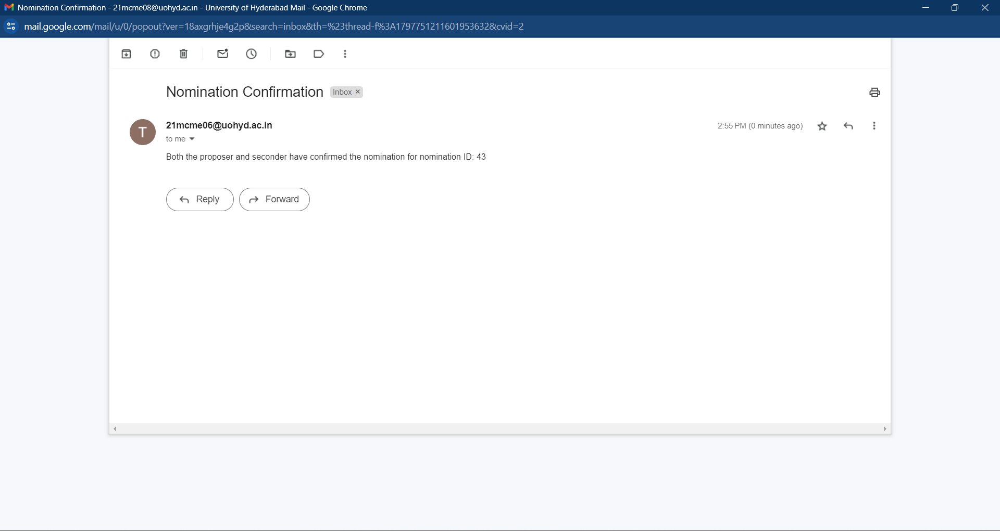 Nomination Confirmation - 21mcme08@uohyd.ac.in - University of Hyderabad Mail - Google Chrome
mail.google.com/mail/u/0/popout?ver=18axgrhje4g2p&search=inbox&th=%23thread-f%3A1797751211601953632&cvid=2
Nomination Confirmation Inbox ×
T
21mcme06@uohyd.ac.in 2:55 PM (0 minutes ago)
to me
Both the proposer and seconder have confirmed the nomination for nomination ID: 43
Reply Forward